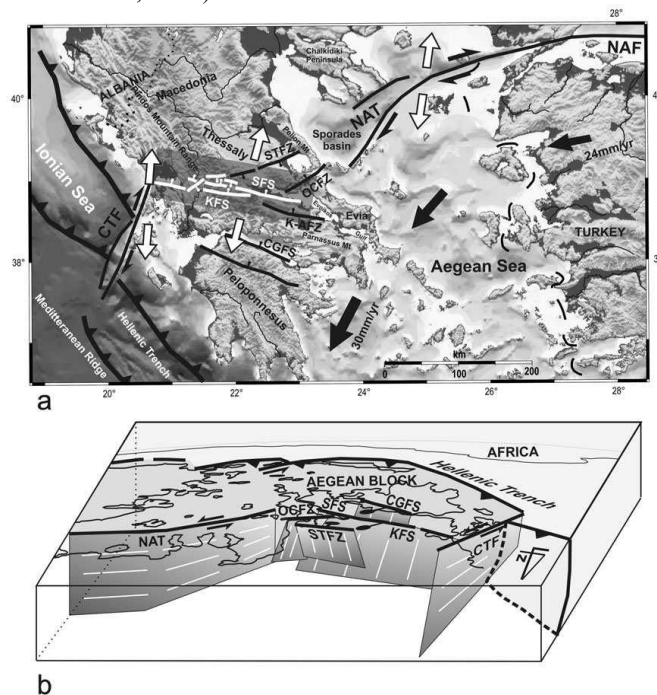 28°
ALBANIA
Macedonia
Chalkidiki
Peninsula
NAF
40°
Pindos Mountain Range
NAT
Thessaly
Pelion Mt.
Sporades
basin
24mm/yr
STFZ
Ionian Sea
SFS
OCFZ
KFS
CTF
Evia
K-AFZ
TURKEY
Parnassus Mt.
CGFS
38°
Aegean Sea
Peloponnesus
Mediterranean Ridge
Hellenic Trench
30mm/yr
km
0 100 200
20° 22° 24° 26° 28°
a
AFRICA
Hellenic Trench
AEGEAN BLOCK
CGFS
SFS
OCFZ
NAT
STFZ
KFS
CTF
N
b